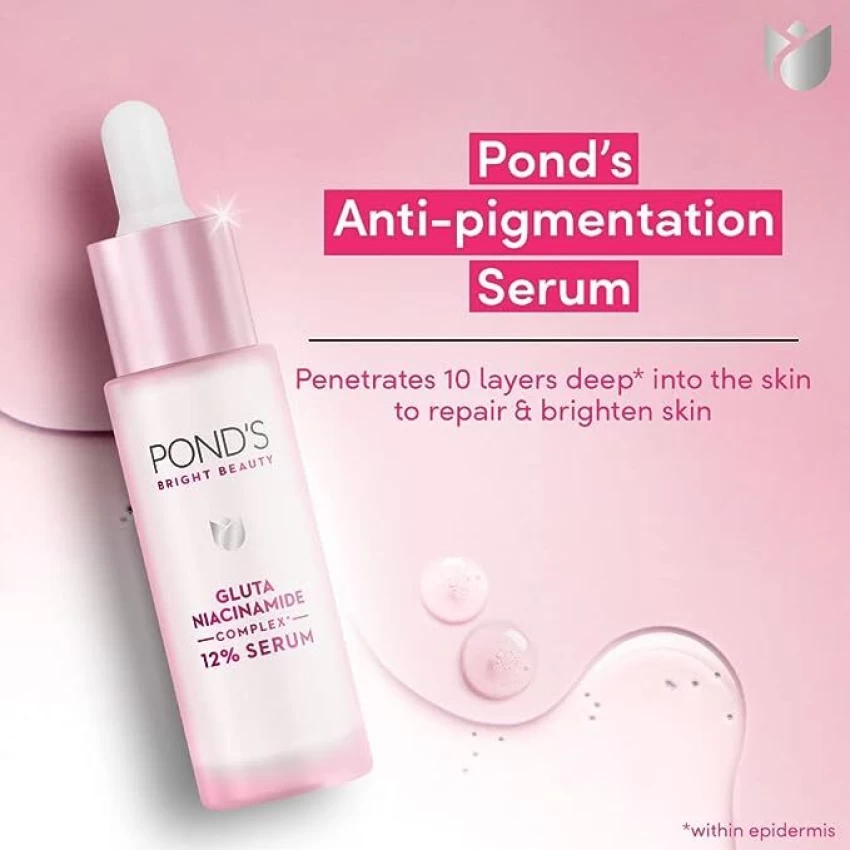 Pond's
Anti-pigmentation
Serum
Penetrates 10 layers deep* into the skin
to repair & brighten skin
POND'S
BRIGHT BEAUTY
GLUTA
NIACINAMIDE
COMPLEX*
12% SERUM
*within epidermis